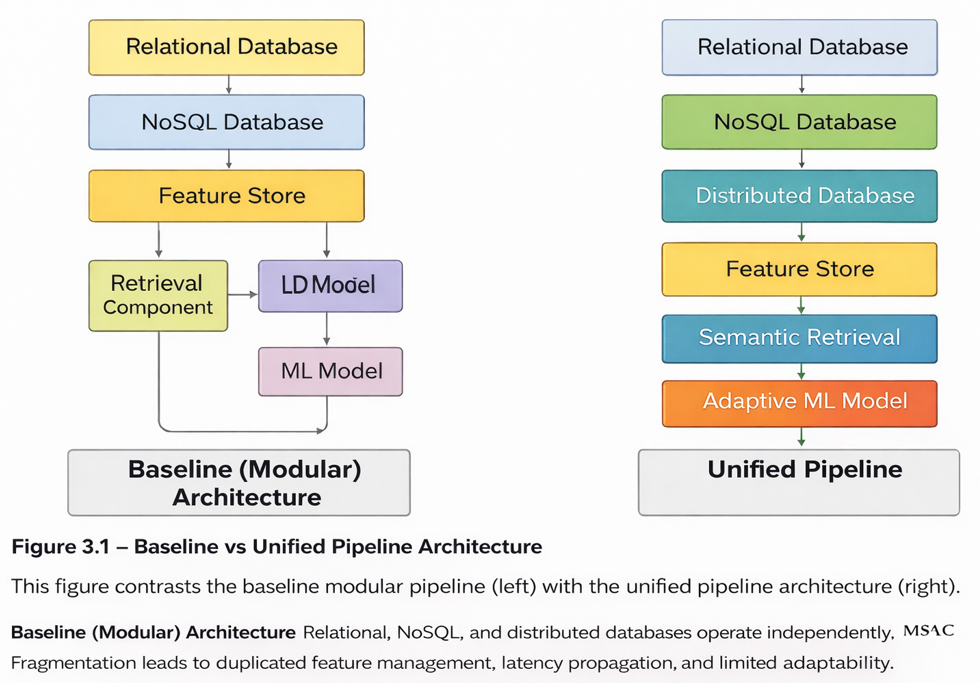 Relational Database
NoSQL Database
Feature Store
Retrieval
Component
LD Model
ML Model
Baseline (Modular)
Architecture
Relational Database
NoSQL Database
Distributed Database
Feature Store
Semantic Retrieval
Adaptive ML Model
Unified Pipeline
Figure 3.1 – Baseline vs Unified Pipeline Architecture
This figure contrasts the baseline modular pipeline (left) with the unified pipeline architecture (right).
Baseline (Modular) Architecture Relational, NoSQL, and distributed databases operate independently,
Fragmentation leads to duplicated feature management, latency propagation, and limited adaptability.